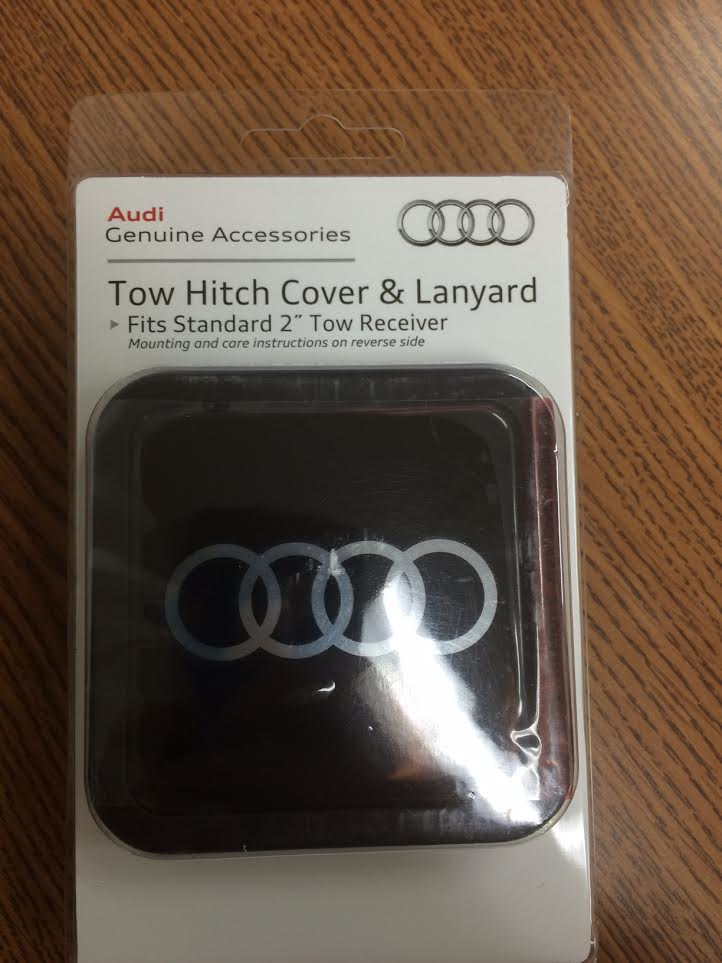 Audi
Genuine Accessories
Tow Hitch Cover & Lanyard
▸ Fits Standard 2˝ Tow Receiver
Mounting and care instructions on reverse side